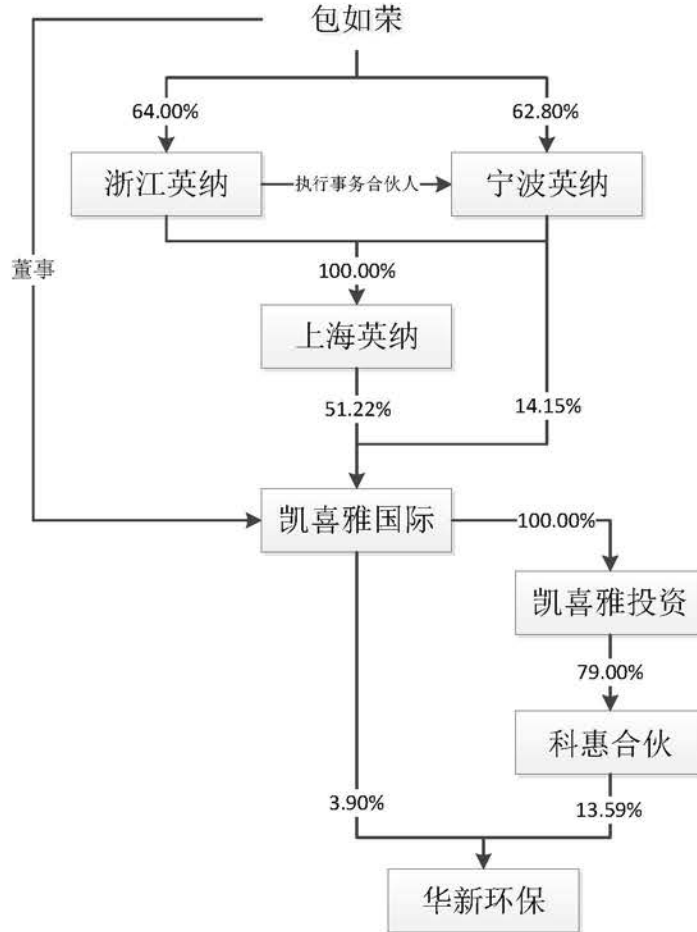 包如荣
64.00%
62.80%
浙江英纳
执行事务合伙人
宁波英纳
董事
100.00%
上海英纳
51.22%
14.15%
凯喜雅国际
100.00%
凯喜雅投资
79.00%
科惠合伙
3.90%
13.59%
华新环保